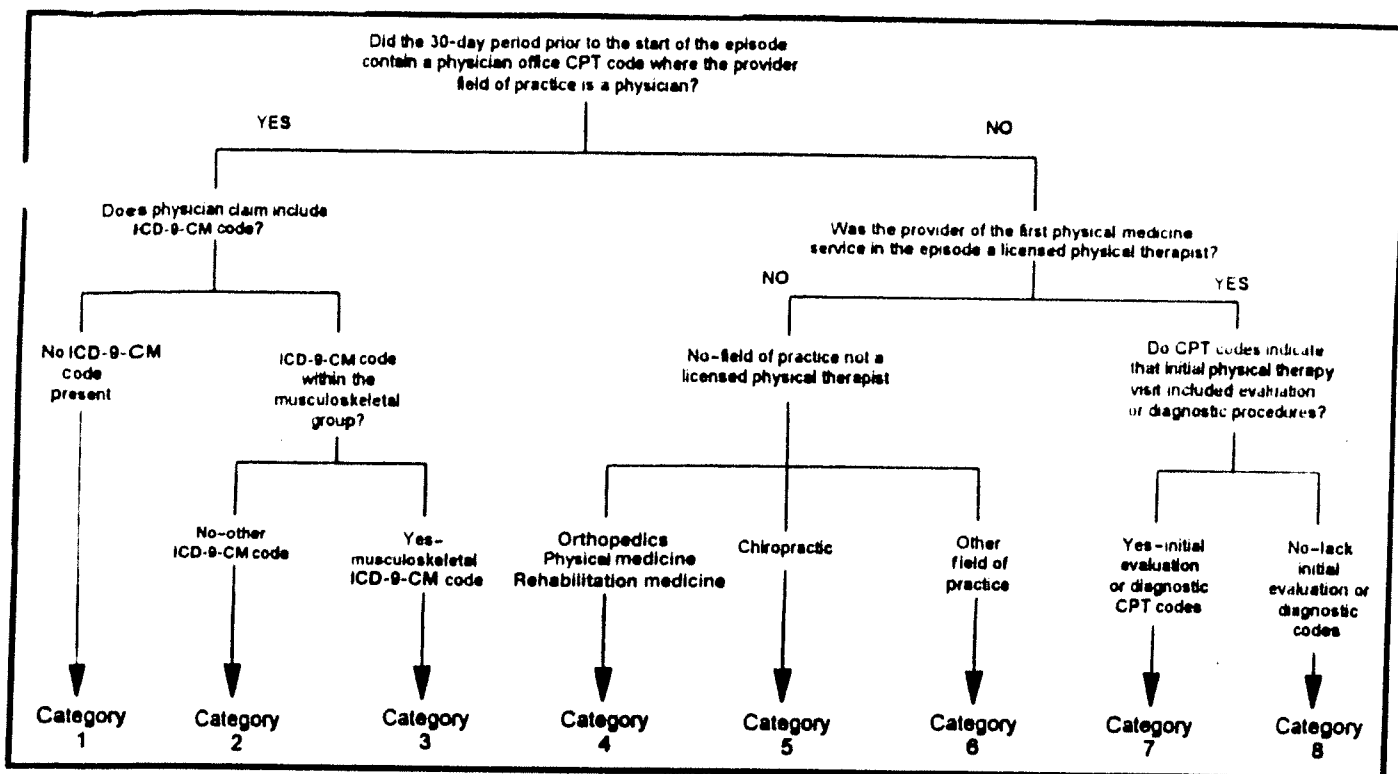 Did the 30-day period prior to the start of the episode
contain a physician office CPT code where the provider
field of practice is a physician?
YES
NO
Does physician claim include
ICD-9-CM code?
Was the provider of the first physical medicine
service in the episode a licensed physical therapist?
NO
YES
No ICD-9-CM
code
present
ICD-9-CM code
within the
musculoskeletal
group?
No-field of practice not a
licensed physical therapist
Do CPT codes indicate
that initial physical therapy
visit included evaluation
or diagnostic procedures?
No-other
ICD-9-CM code
Yes-
musculoskeletal
ICD-9-CM code
Orthopedics
Physical medicine
Rehabilitation medicine
Chiropractic
Other
field of
practice
Yes-initial
evaluation
or diagnostic
CPT codes
No-lack
initial
evaluation or
diagnostic
codes
Category
1
Category
2
Category
3
Category
4
Category
5
Category
6
Category
7
Category
8